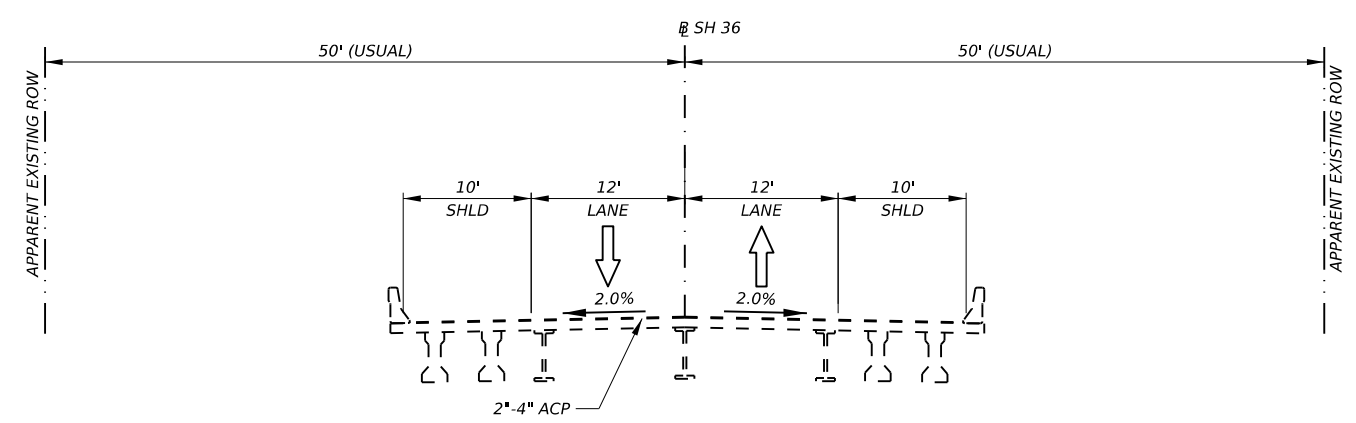 ℄ SH 36
50' (USUAL)
50' (USUAL)
APPARENT EXISTING ROW
APPARENT EXISTING ROW
10'
12'
12'
10'
SHLD
LANE
LANE
SHLD
2.0%
2.0%
2"-4" ACP